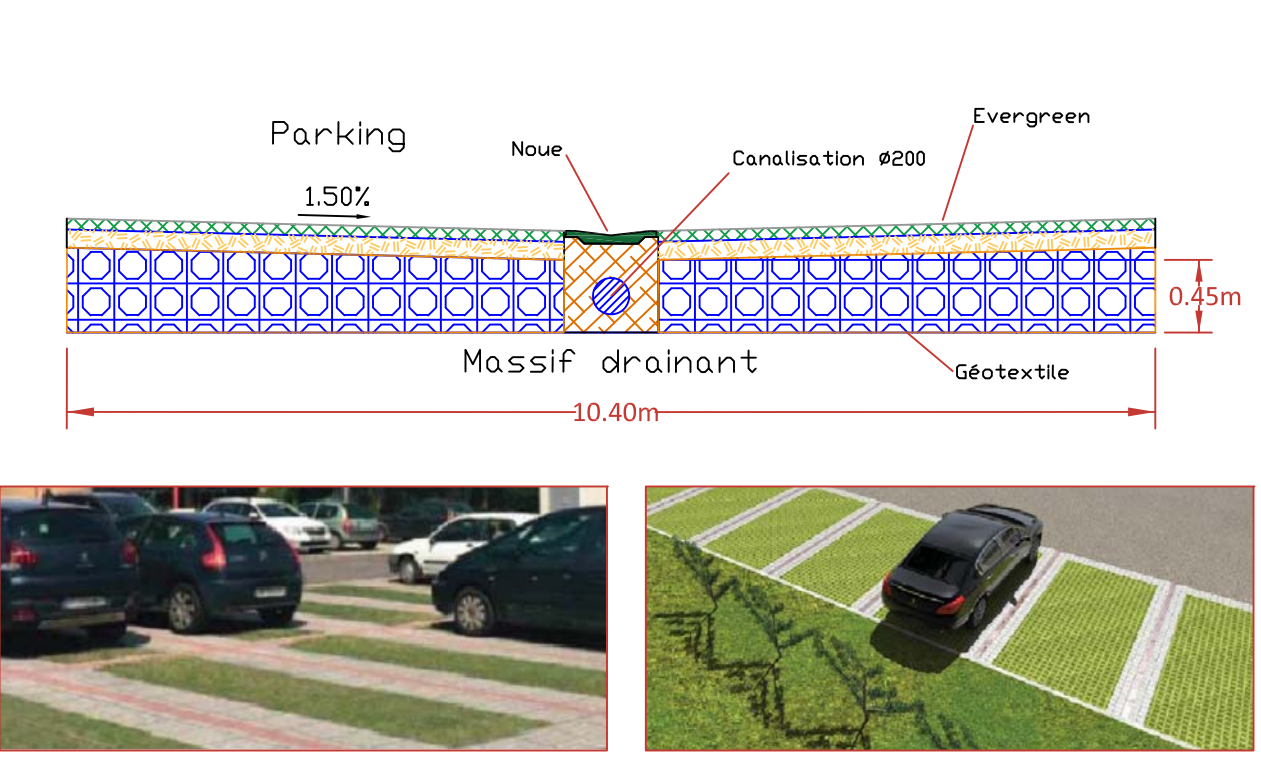 Evergreen
Parking
Noue
Canalisation Ø200
1.50%
0.45m
Massif drainant
Géotextile
10.40m